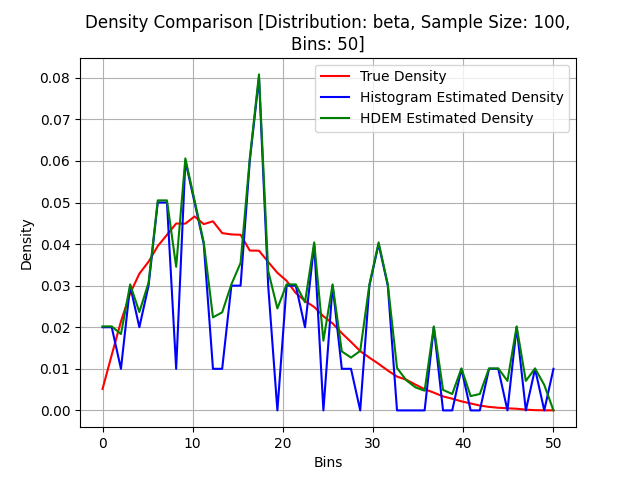 Density Comparison [Distribution: beta, Sample Size: 100,
Bins: 50]
True Density
Histogram Estimated Density
HDEM Estimated Density
Density
0.08
0.07
0.06
0.05
0.04
0.03
0.02
0.01
0.00
0 10 20 30 40 50
Bins